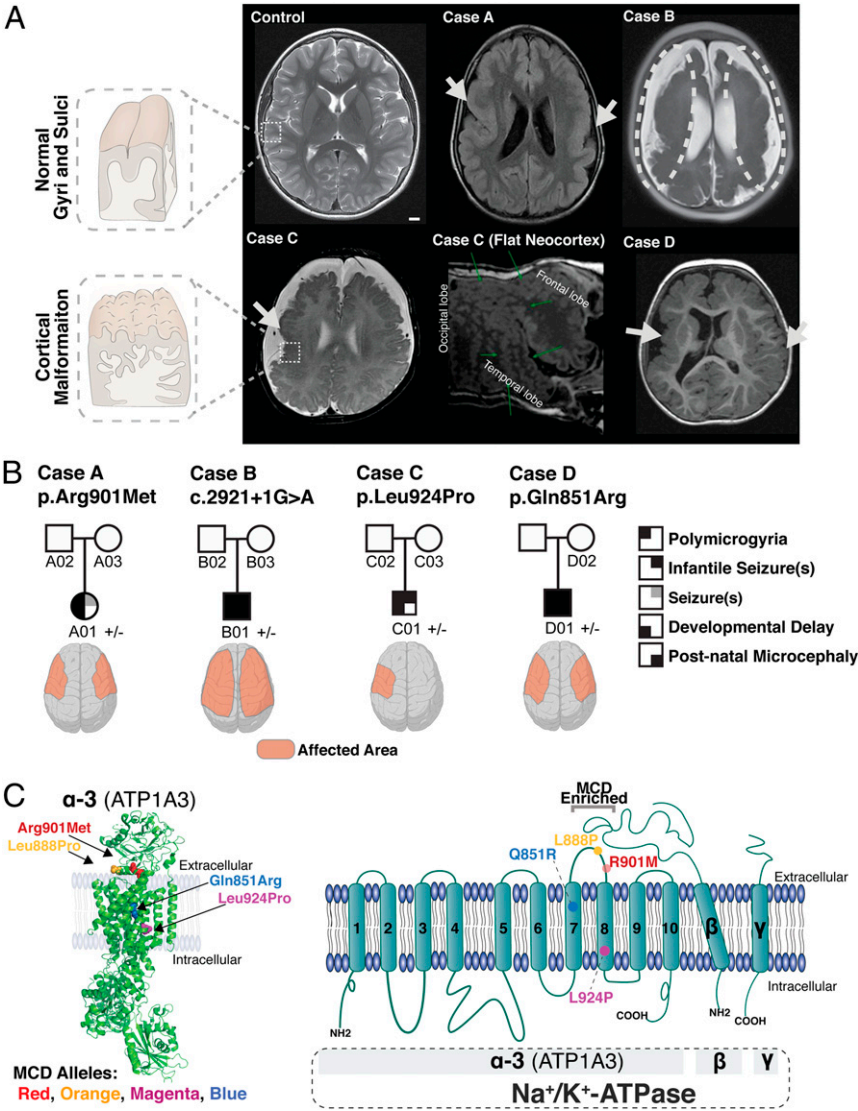 A
Control
Case A
Case B
Normal
Gyri and Sulci
Case C
Case C (Flat Neocortex)
Case D
Occipital lobe
Frontal lobe
Temporal lobe
Cortical
Malformaiton
B
Case A
p.Arg901Met
Case B
c.2921+1G>A
Case C
p.Leu924Pro
Case D
p.Gln851Arg
A02
A03
B02
B03
C02
C03
D02
A01 +/-
B01 +/-
C01 +/-
D01 +/-
Polymicrogyria
Infantile Seizure(s)
Seizure(s)
Developmental Delay
Post-natal Microcephaly
Affected Area
C
α-3 (ATP1A3)
Arg901Met
Leu888Pro
Extracellular
Gln851Arg
Leu924Pro
Intracellular
MCD Alleles:
Red, Orange, Magenta, Blue
MCD
Enriched
L888P
Q851R
R901M
Extracellular
1 2 3 4 5 6 7 8 9 10 β γ
L924P
Intracellular
NH2
COOH
NH2
COOH
α-3 (ATP1A3) β γ
Na⁺/K⁺-ATPase